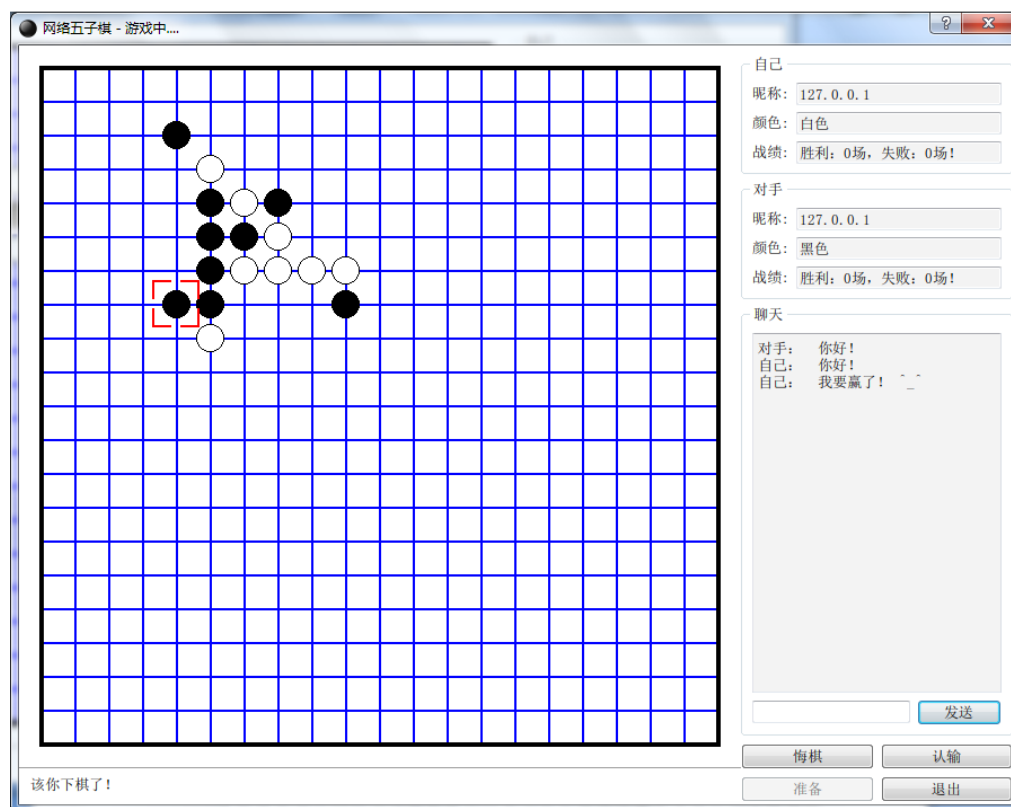 网络五子棋 - 游戏中....
?
自己
昵称: 127.0.0.1
颜色: 白色
战绩: 胜利: 0场, 失败: 0场!
对手
昵称: 127.0.0.1
颜色: 黑色
战绩: 胜利: 0场, 失败: 0场!
聊天
对手: 你好!
自己: 你好!
自己: 我要赢了! ^_^
发送
悔棋 认输
准备 退出
该你下棋了!